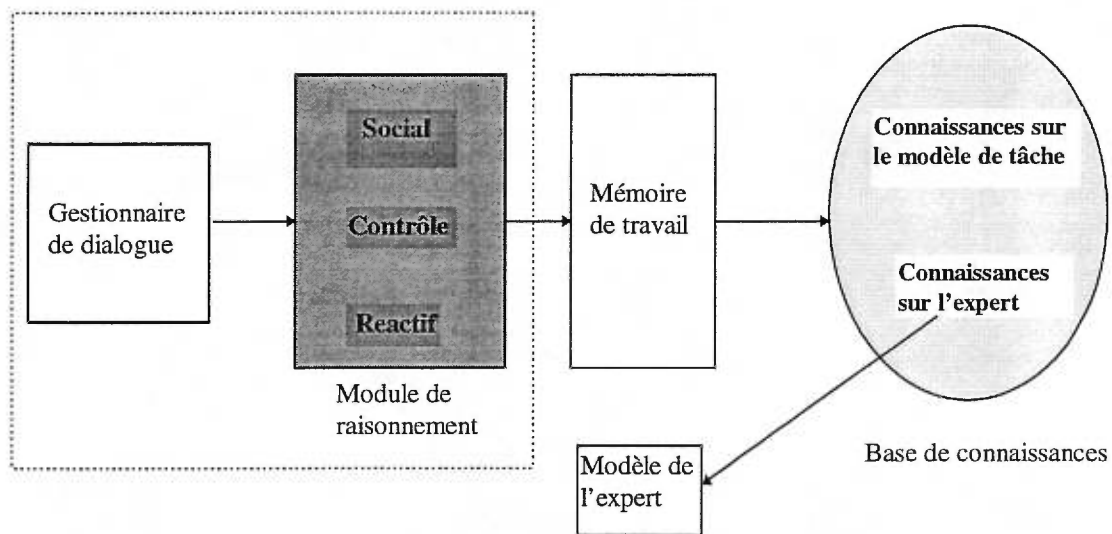 Gestionnaire
de dialogue
Social
Contrôle
Reactif
Module de
raisonnement
Mémoire
de travail
Connaissances sur
le modèle de tâche
Connaissances
sur l'expert
Base de connaissances
Modèle de
l'expert